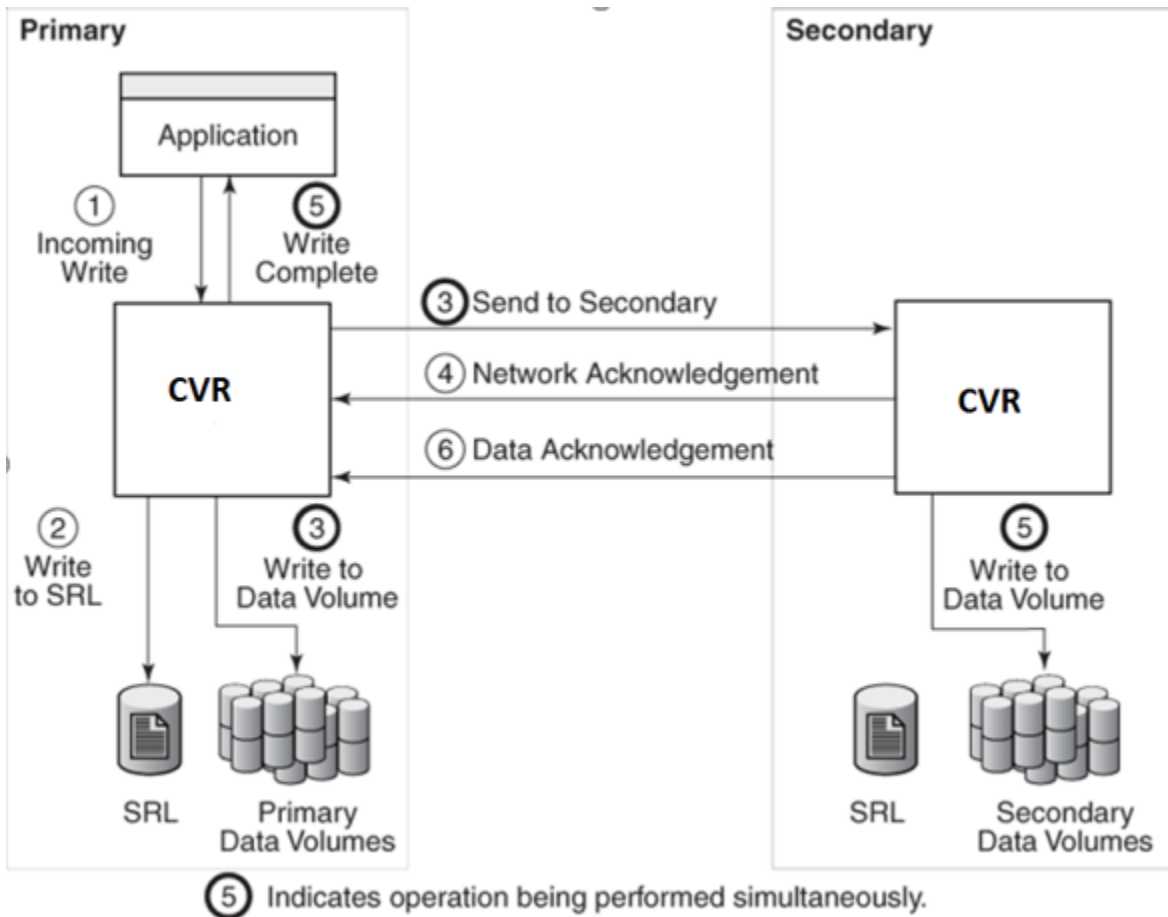 Primary
Secondary
Application
1
Incoming
Write
5
Write
Complete
3 Send to Secondary
4 Network Acknowledgement
6 Data Acknowledgement
CVR
CVR
2
Write
to SRL
3
Write to
Data Volume
5
Write to
Data Volume
SRL
Primary
Data Volumes
SRL
Secondary
Data Volumes
5 Indicates operation being performed simultaneously.